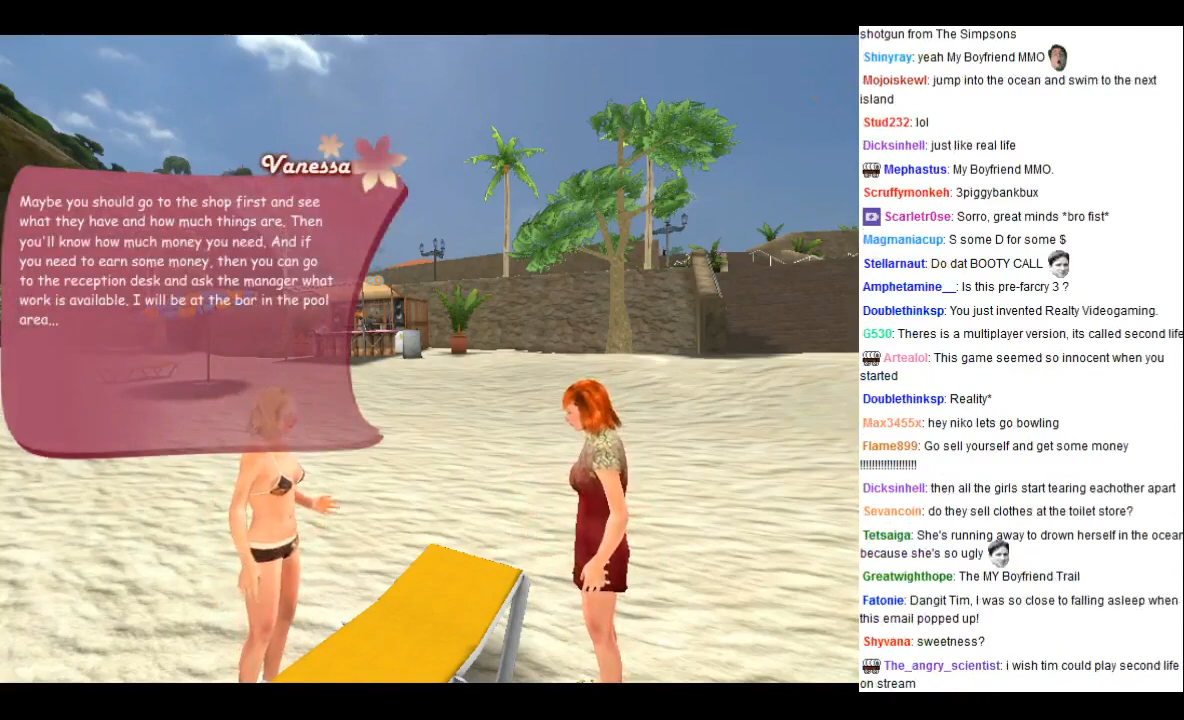 Vanessa
Maybe you should go to the shop first and see
what they have and how much things are. Then
you'll know how much money you need. And if
you need to earn some money, then you can go
to the reception desk and ask the manager what
work is available. I will be at the bar in the pool
area...
shotgun from The Simpsons
Shinyray: yeah My Boyfriend MMO
Mojoiskewl: jump into the ocean and swim to the next
island
Stud232: lol
Dicksinhell: just like real life
Mephastus: My Boyfriend MMO.
Scruffymonkeh: 3piggybankbux
Scarletr0se: Sorro, great minds *bro fist*
Magmaniacup: S some D for some $
Stellarnaut: Do dat BOOTY CALL
Amphetamine__: Is this pre-farcry 3 ?
Doublethinksp: You just invented Realty Videogaming.
G530: Theres is a multiplayer version, its called second life
Artealol: This game seemed so innocent when you
started
Doublethinksp: Reality*
Max3455x: hey niko lets go bowling
Flame899: Go sell yourself and get some money
!!!!!!!!!!!!!!!!!!!
Dicksinhell: then all the girls start tearing eachother apart
Sevancoin: do they sell clothes at the toilet store?
Tetsaiga: She's running away to drown herself in the ocean
because she's so ugly
Greatwighthope: The MY Boyfriend Trail
Fatonie: Dangit Tim, I was so close to falling asleep when
this email popped up!
Shyvana: sweetness?
The_angry_scientist: i wish tim could play second life
on stream